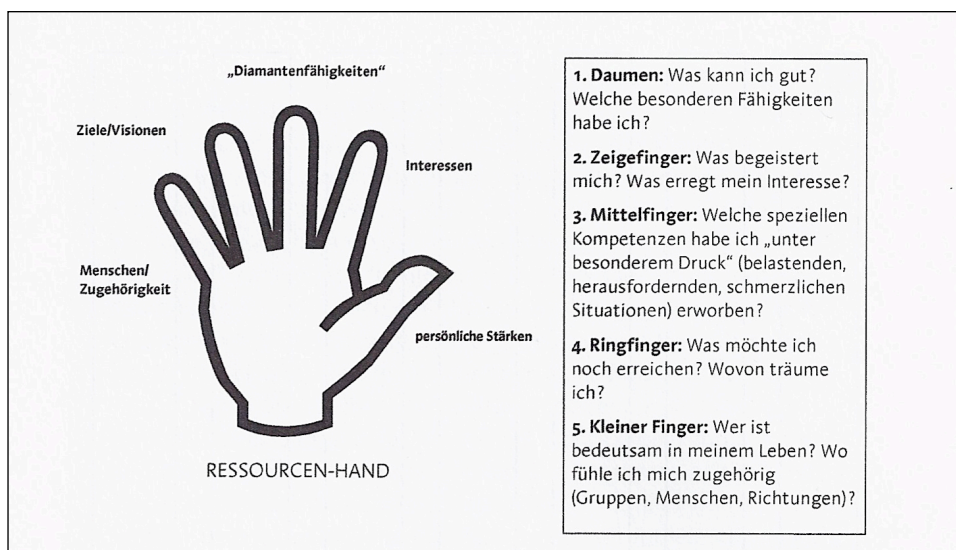 „Diamantenfähigkeiten“
Ziele/Visionen
Interessen
Menschen/
Zugehörigkeit
persönliche Stärken
RESSOURCEN-HAND
1. Daumen: Was kann ich gut?
Welche besonderen Fähigkeiten
habe ich?
2. Zeigefinger: Was begeistert
mich? Was erregt mein Interesse?
3. Mittelfinger: Welche speziellen
Kompetenzen habe ich „unter
besonderem Druck“ (belastenden,
herausfordernden, schmerzlichen
Situationen) erworben?
4. Ringfinger: Was möchte ich
noch erreichen? Wovon träume
ich?
5. Kleiner Finger: Wer ist
bedeutsam in meinem Leben? Wo
fühle ich mich zugehörig
(Gruppen, Menschen, Richtungen)?